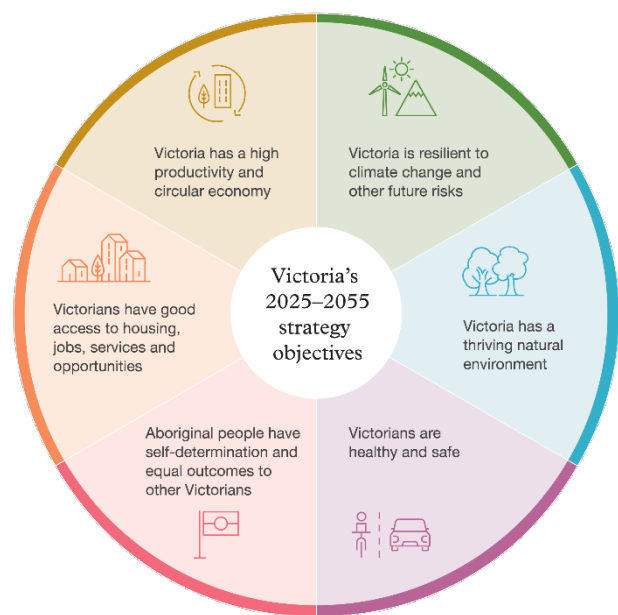 Victoria has a high
productivity and
circular economy
Victoria is resilient to
climate change and
other future risks
Victorians have good
access to housing,
jobs, services and
opportunities
Victoria's
2025–2055
strategy
objectives
Victoria has a
thriving natural
environment
Aboriginal people have
self-determination and
equal outcomes to
other Victorians
Victorians are
healthy and safe